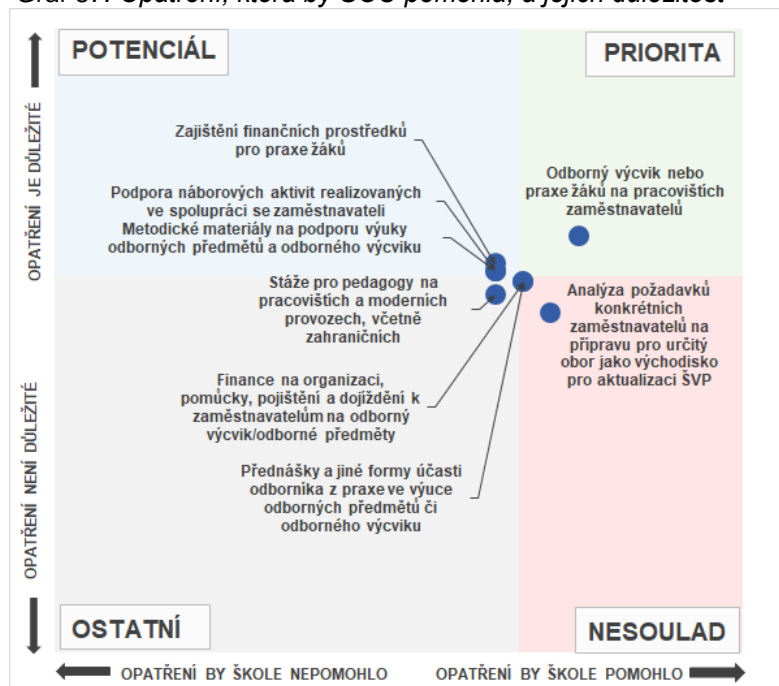 POTENCIÁL
PRIORITA
Zajištění finančních prostředků
pro praxe žáků
Podpora náborových aktivit realizovaných
ve spolupráci se zaměstnavateli
Metodické materiály na podporu výuky
odborných předmětů a odborného výcviku
Odborný výcvik nebo
praxe žáků na pracovištích
zaměstnavatelů
Stáže pro pedagogy na
pracovištích a moderních
provozech, včetně
zahraničních
Analýza požadavků
konkrétních
zaměstnavatelů na
přípravu pro určitý
obor jako východisko
pro aktualizaci ŠVP
Finance na organizaci,
pomůcky, pojištění a dojíždění k
zaměstnavatelům na odborný
výcvik/odborné předměty
Přednášky a jiné formy účasti
odborníka z praxe ve výuce
odborných předmětů či
odborného výcviku
OSTATNÍ
NESOULAD
OPATŘENÍ JE DŮLEŽITÉ
OPATŘENÍ NENÍ DŮLEŽITÉ
OPATŘENÍ BY ŠKOLE NEPOMOHLO
OPATŘENÍ BY ŠKOLE POMOHLO